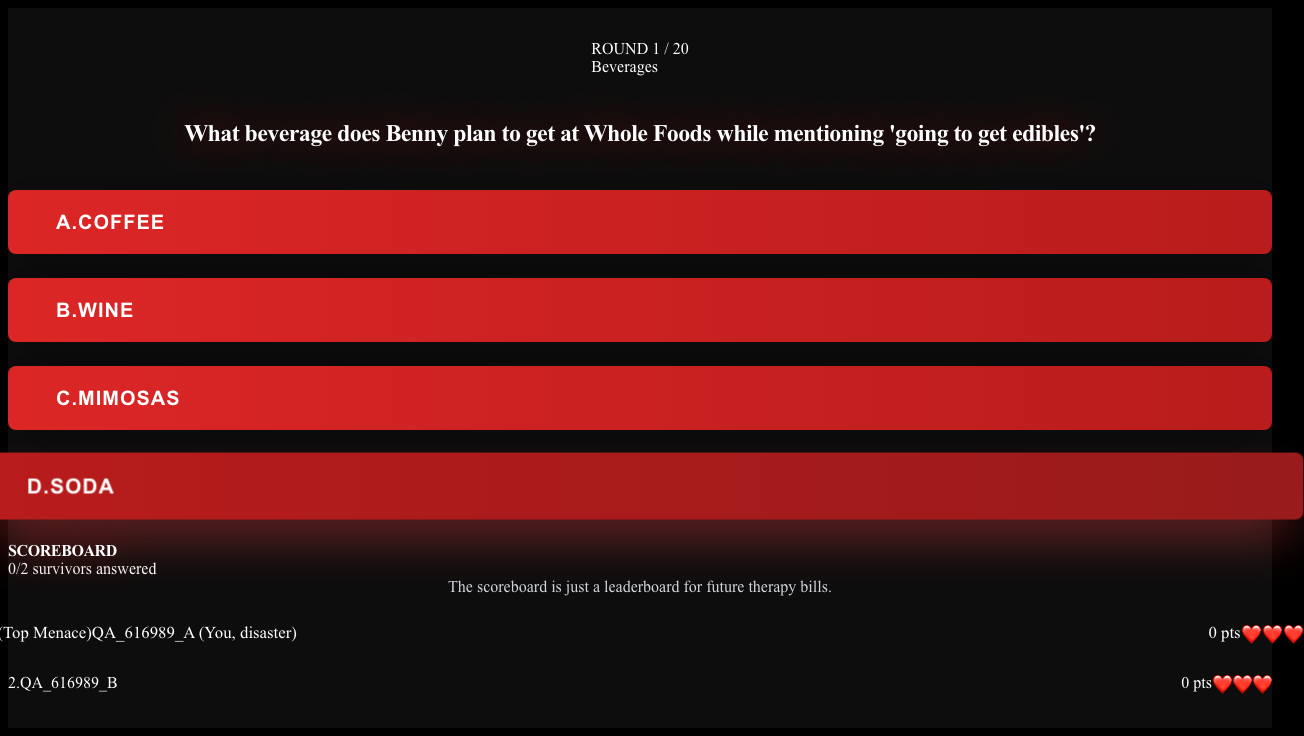 ROUND 1 / 20
Beverages
What beverage does Benny plan to get at Whole Foods while mentioning 'going to get edibles'?
A.COFFEE
B.WINE
C.MIMOSAS
D.SODA
SCOREBOARD
0/2 survivors answered
The scoreboard is just a leaderboard for future therapy bills.
(Top Menace)QA_616989_A (You, disaster) 0 pts❤️❤️❤️
2.QA_616989_B 0 pts❤️❤️❤️